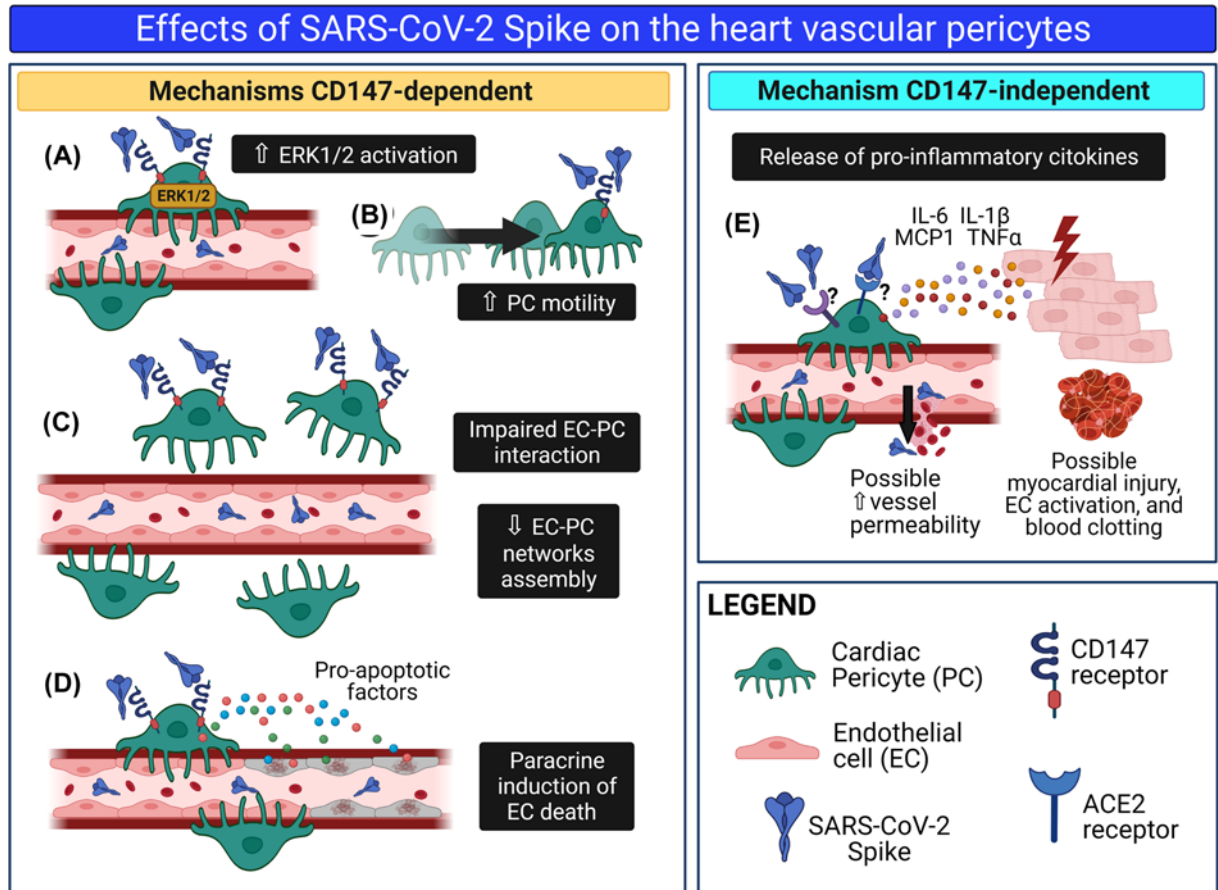 Effects of SARS-CoV-2 Spike on the heart vascular pericytes
Mechanisms CD147-dependent
(A)
⇧ ERK1/2 activation
ERK1/2
(B)
⇧ PC motility
(C)
Impaired EC-PC
interaction
⇩ EC-PC
networks
assembly
(D)
Pro-apoptotic
factors
Paracrine
induction of
EC death
Mechanism CD147-independent
Release of pro-inflammatory citokines
(E)
IL-6 IL-1β
MCP1 TNFα
?
?
Possible
⇧ vessel
permeability
Possible
myocardial injury,
EC activation, and
blood clotting
LEGEND
Cardiac
Pericyte (PC)
CD147
receptor
Endothelial
cell (EC)
SARS-CoV-2
Spike
ACE2
receptor